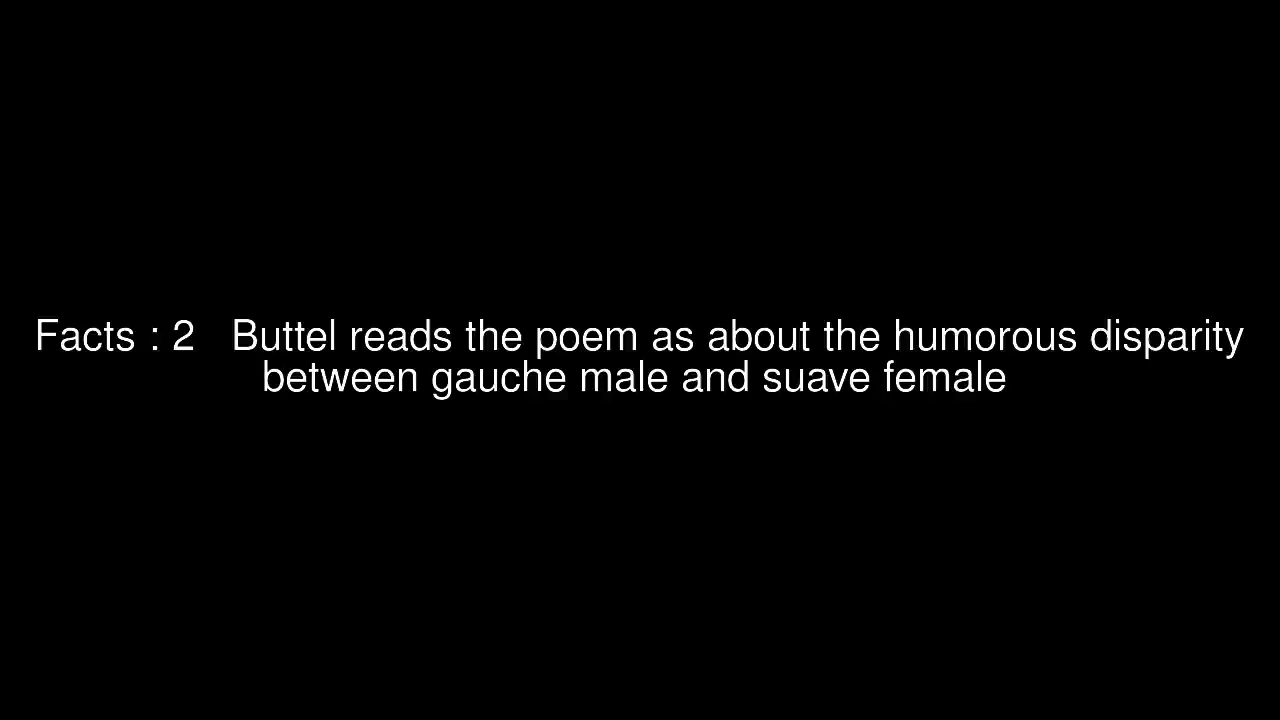 Facts : 2   Buttel reads the poem as about the humorous disparity
between gauche male and suave female